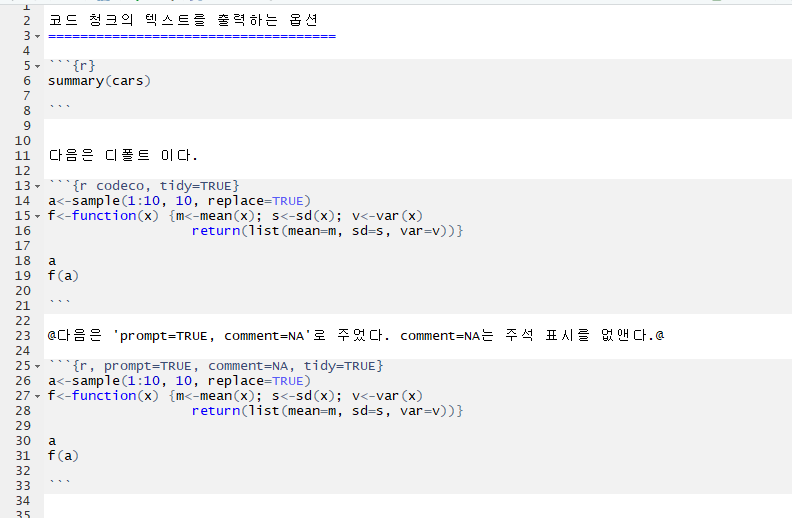 1
2 코드 청크의 텍스트를 출력하는 옵션
3 ====================================
4
5 ```{r}
6 summary(cars)
7
8 ```
9
10
11 다음은 디폴트 이다.
12
13 ```{r codeco, tidy=TRUE}
14 a<-sample(1:10, 10, replace=TRUE)
15 f<-function(x) {m<-mean(x); s<-sd(x); v<-var(x)
16 return(list(mean=m, sd=s, var=v))}
17
18 a
19 f(a)
20
21 ```
22
23 @다음은 'prompt=TRUE, comment=NA'로 주었다. comment=NA는 주석 표시를 없앤다.@
24
25 ```{r, prompt=TRUE, comment=NA, tidy=TRUE}
26 a<-sample(1:10, 10, replace=TRUE)
27 f<-function(x) {m<-mean(x); s<-sd(x); v<-var(x)
28 return(list(mean=m, sd=s, var=v))}
29
30 a
31 f(a)
32
33 ```
34
35